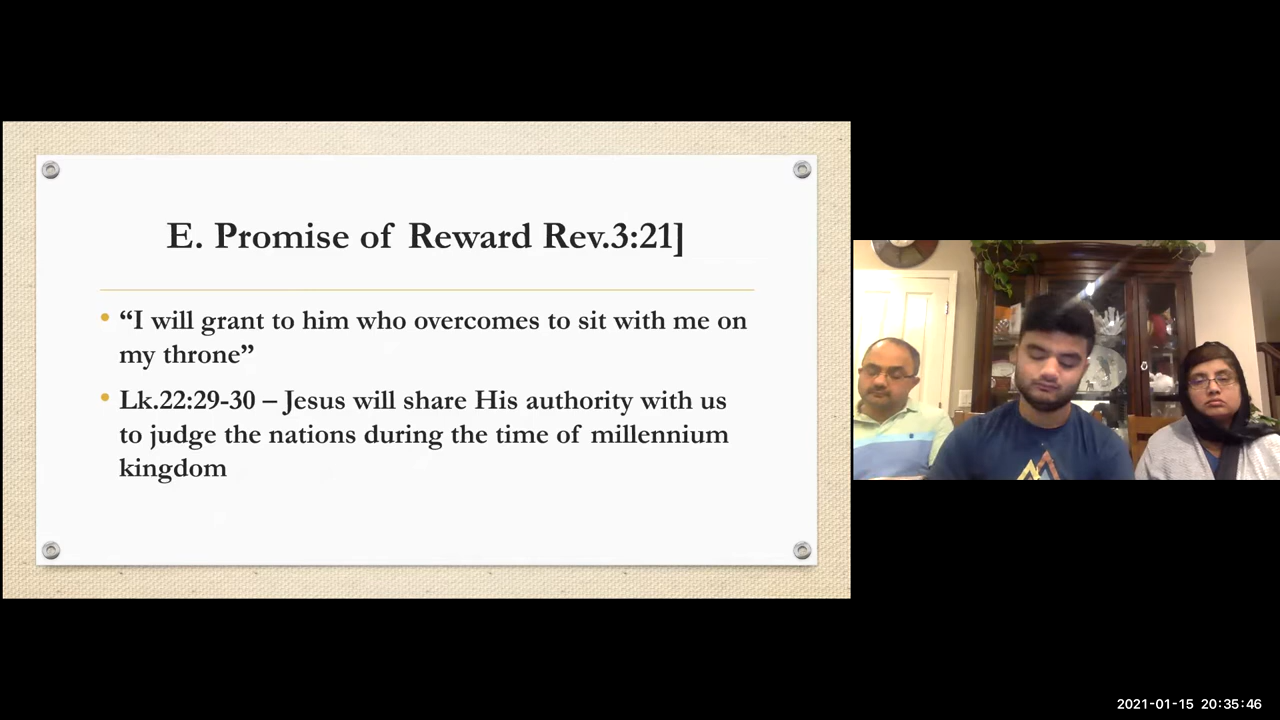 E. Promise of Reward Rev.3:21]
• “I will grant to him who overcomes to sit with me on
my throne”
• Lk.22:29-30 – Jesus will share His authority with us
to judge the nations during the time of millennium
kingdom
2021-01-15 20:35:46